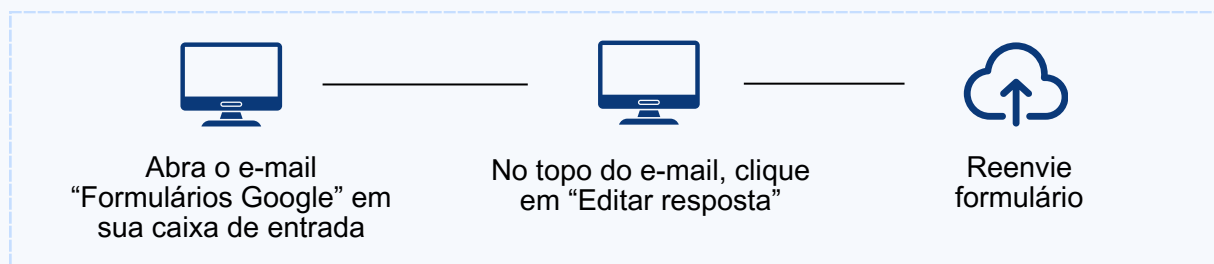 Abra o e-mail
“Formulários Google” em
sua caixa de entrada
No topo do e-mail, clique
em “Editar resposta”
Reenvie
formulário